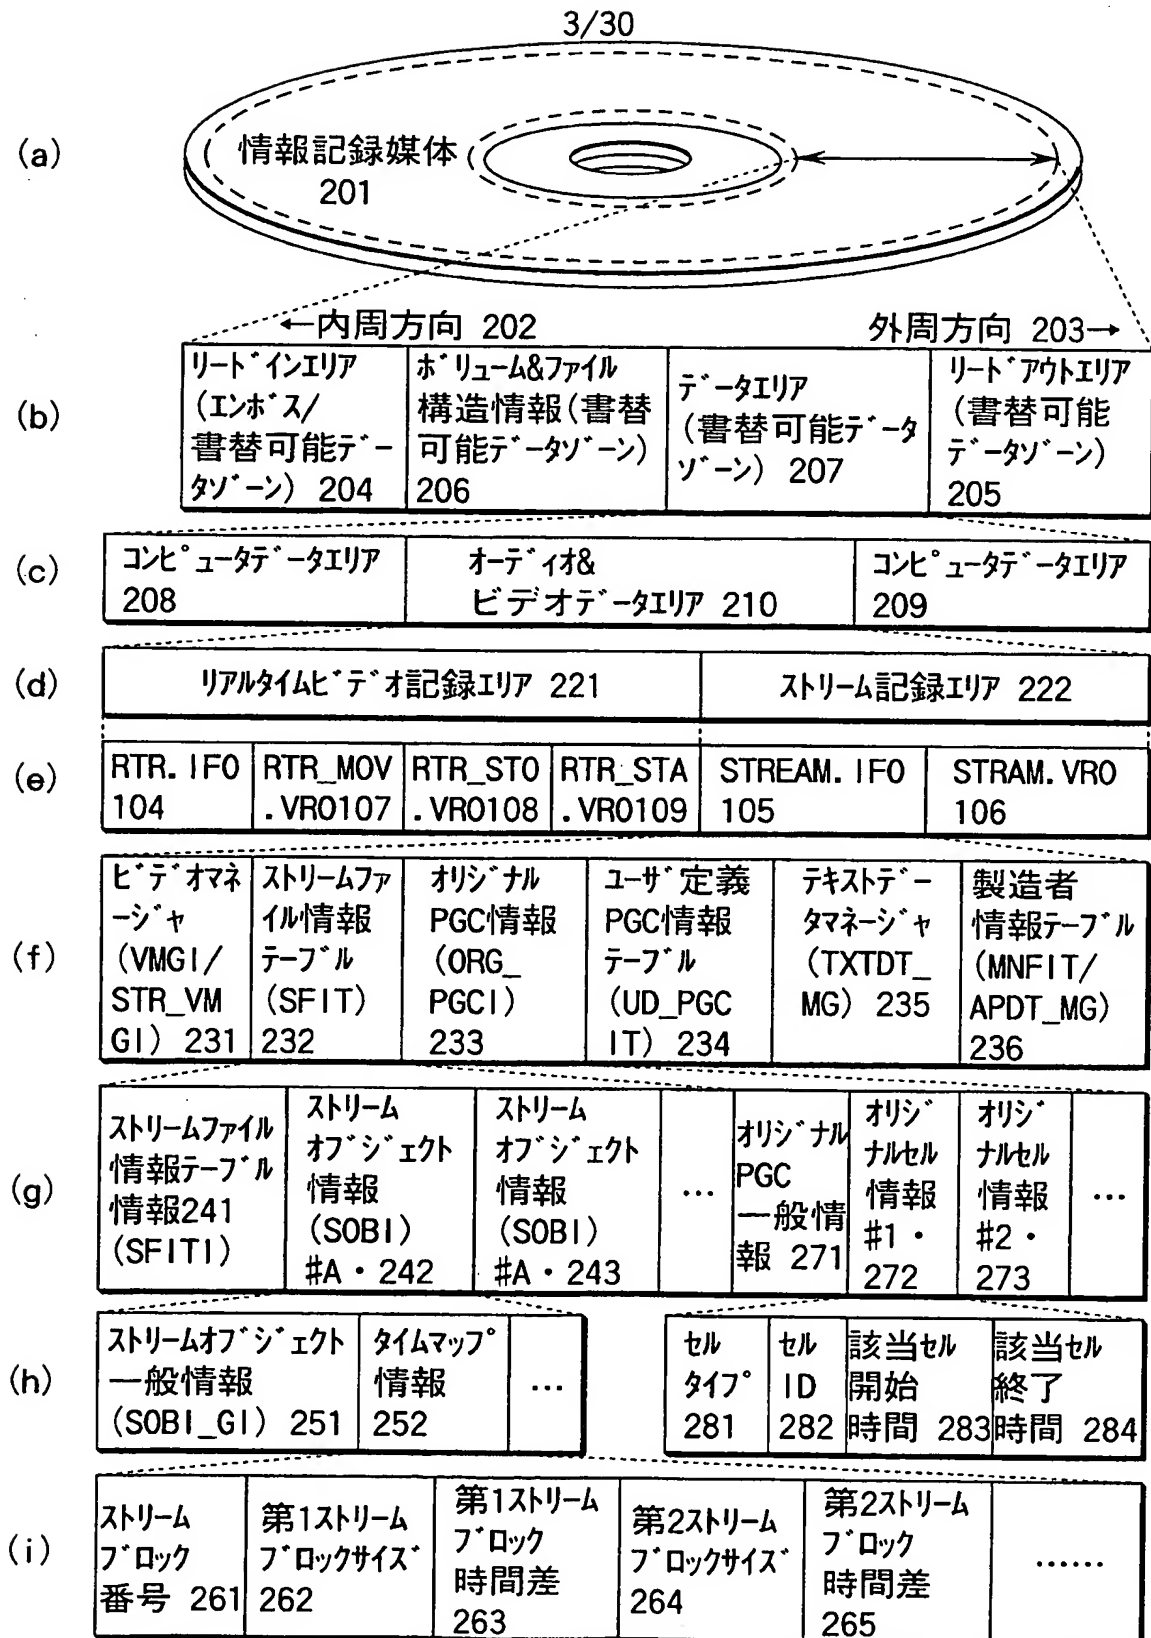 3/30
(a)
情報記録媒体
201
←内周方向 202
外周方向 203→
(b)
リードインエリア
(エンボス/
書替可能デー
タゾーン) 204
ボリューム&ファイル
構造情報(書替
可能データゾーン)
206
データエリア
(書替可能データ
ゾーン) 207
リードアウトエリア
(書替可能
データゾーン)
205
(c)
コンピュータデータエリア
208
オーディオ&
ビデオデータエリア 210
コンピュータデータエリア
209
(d)
リアルタイムビデオ記録エリア 221
ストリーム記録エリア 222
(e)
RTR.IFO
104
RTR_MOV
.VRO107
RTR_STO
.VRO108
RTR_STA
.VRO109
STREAM.IFO
105
STRAM.VRO
106
(f)
ビデオマネ
ージャ
(VMGI/
STR_VM
GI) 231
ストリームファ
イル情報
テーブル
(SFIT)
232
オリジナル
PGC情報
(ORG_
PGCI)
233
ユーザ定義
PGC情報
テーブル
(UD_PGC
IT) 234
テキストデー
タマネージャ
(TXTDT_
MG) 235
製造者
情報テーブル
(MNFIT/
APDT_MG)
236
(g)
ストリームファイル
情報テーブル
情報241
(SFITI)
ストリーム
オブジェクト
情報
(SOBI)
#A・242
ストリーム
オブジェクト
情報
(SOBI)
#A・243
…
オリジナル
PGC
一般情
報 271
オリジ
ナルセル
情報
#1・
272
オリジ
ナルセル
情報
#2・
273
…
(h)
ストリームオブジェクト
一般情報
(SOBI_GI) 251
タイムマップ
情報
252
…
セル
タイプ
281
セル
ID
282
該当セル
開始
時間 283
該当セル
終了
時間 284
(i)
ストリーム
ブロック
番号 261
第1ストリーム
ブロックサイズ
262
第1ストリーム
ブロック
時間差
263
第2ストリーム
ブロックサイズ
264
第2ストリーム
ブロック
時間差
265
……